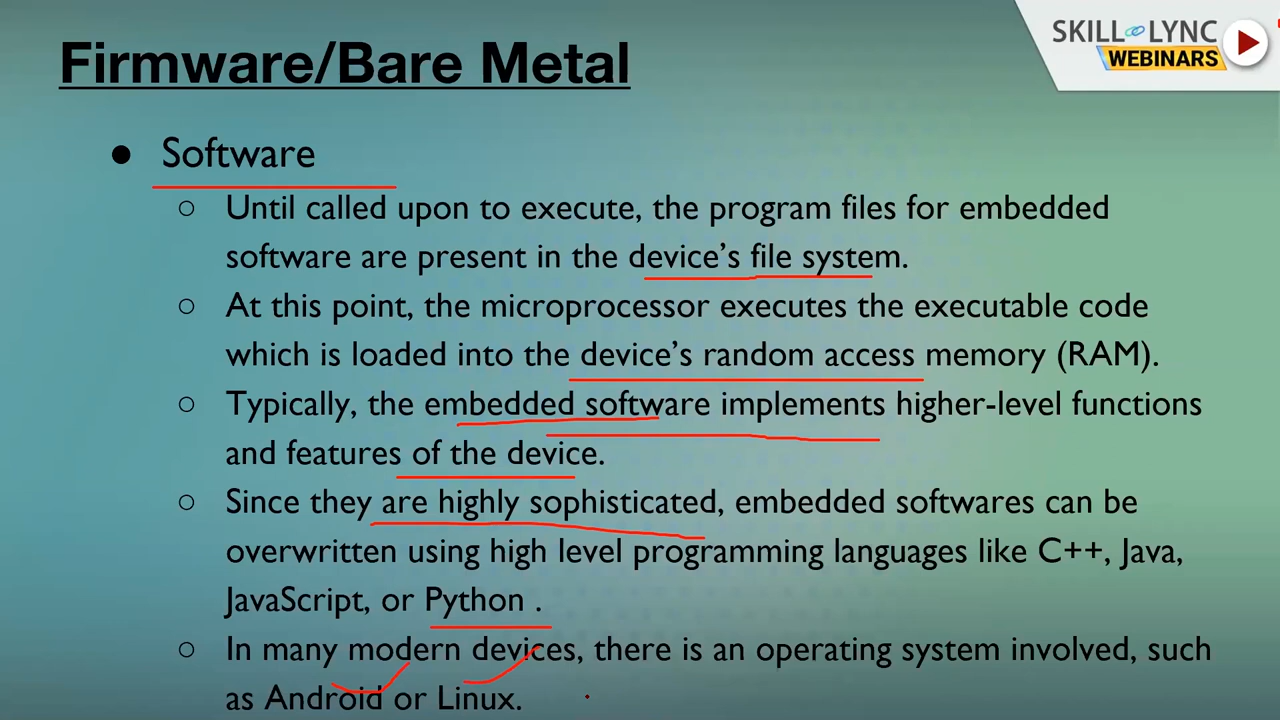 Firmware/Bare Metal
SKILL LYNC
WEBINARS
● Software
○ Until called upon to execute, the program files for embedded
software are present in the device’s file system.
○ At this point, the microprocessor executes the executable code
which is loaded into the device’s random access memory (RAM).
○ Typically, the embedded software implements higher-level functions
and features of the device.
○ Since they are highly sophisticated, embedded softwares can be
overwritten using high level programming languages like C++, Java,
JavaScript, or Python .
○ In many modern devices, there is an operating system involved, such
as Android or Linux.